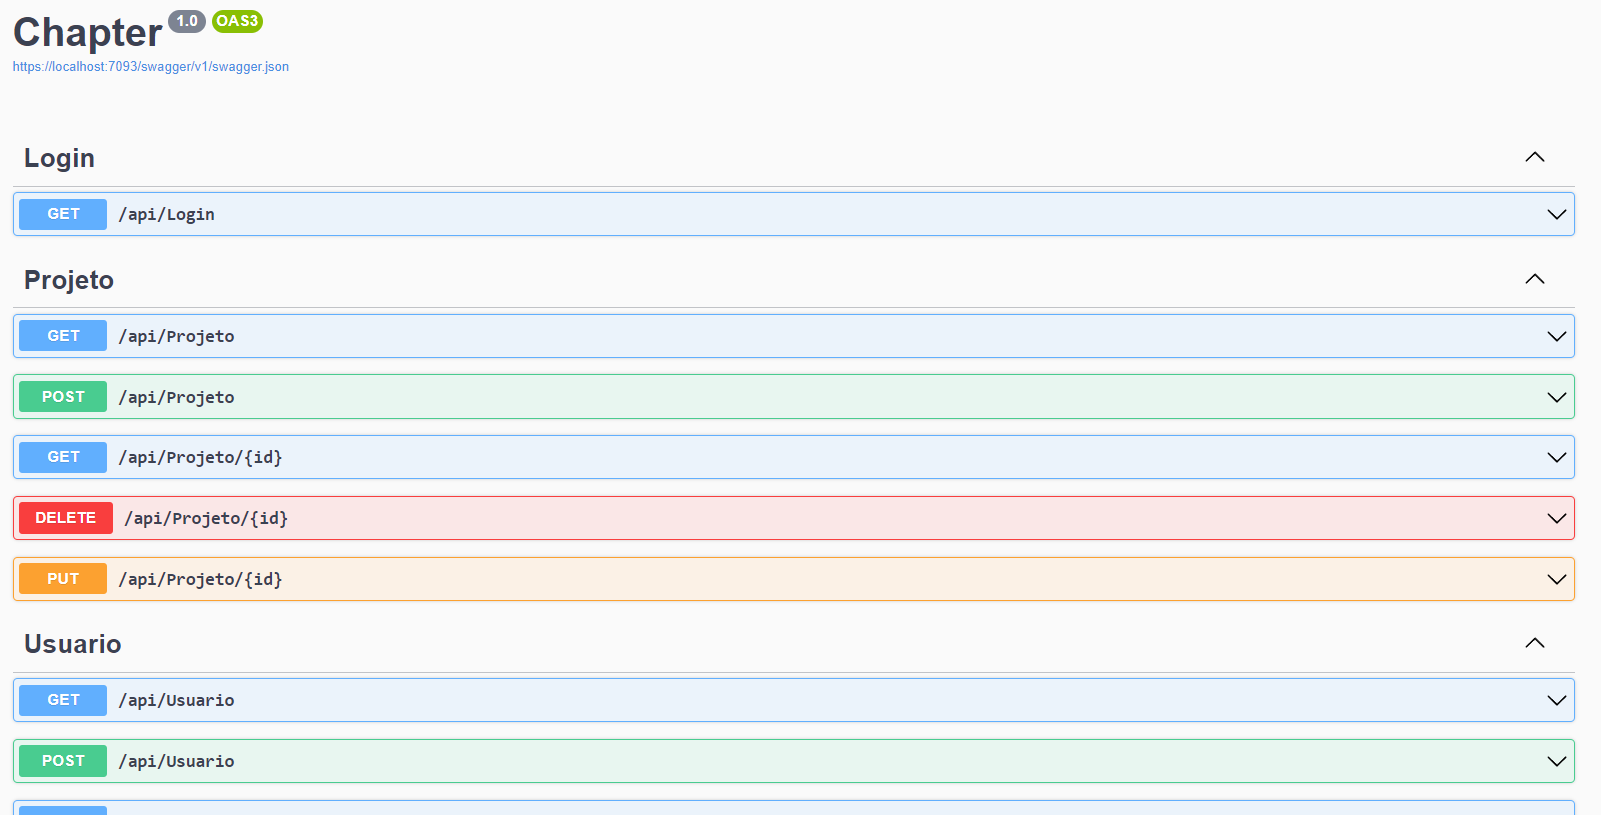 Chapter 1.0 OAS3
https://localhost:7093/swagger/v1/swagger.json
Login
GET /api/Login
Projeto
GET /api/Projeto
POST /api/Projeto
GET /api/Projeto/{id}
DELETE /api/Projeto/{id}
PUT /api/Projeto/{id}
Usuario
GET /api/Usuario
POST /api/Usuario